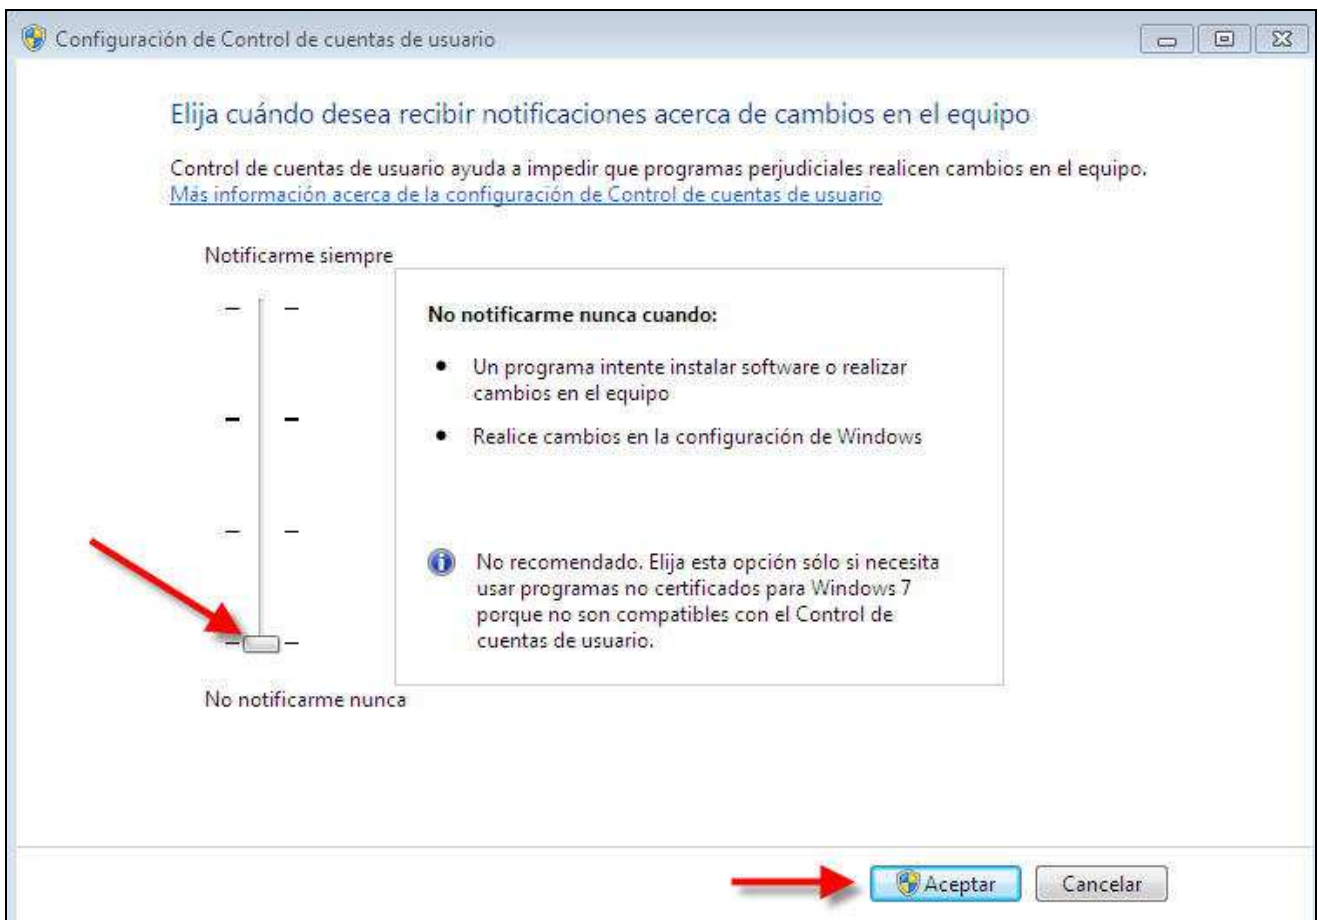 Configuración de Control de cuentas de usuario
Elija cuándo desea recibir notificaciones acerca de cambios en el equipo
Control de cuentas de usuario ayuda a impedir que programas perjudiciales realicen cambios en el equipo.
Más información acerca de la configuración de Control de cuentas de usuario
Notificarme siempre
No notificarme nunca cuando:
Un programa intente instalar software o realizar
cambios en el equipo
Realice cambios en la configuración de Windows
No recomendado. Elija esta opción sólo si necesita
usar programas no certificados para Windows 7
porque no son compatibles con el Control de
cuentas de usuario.
No notificarme nunca
Aceptar
Cancelar